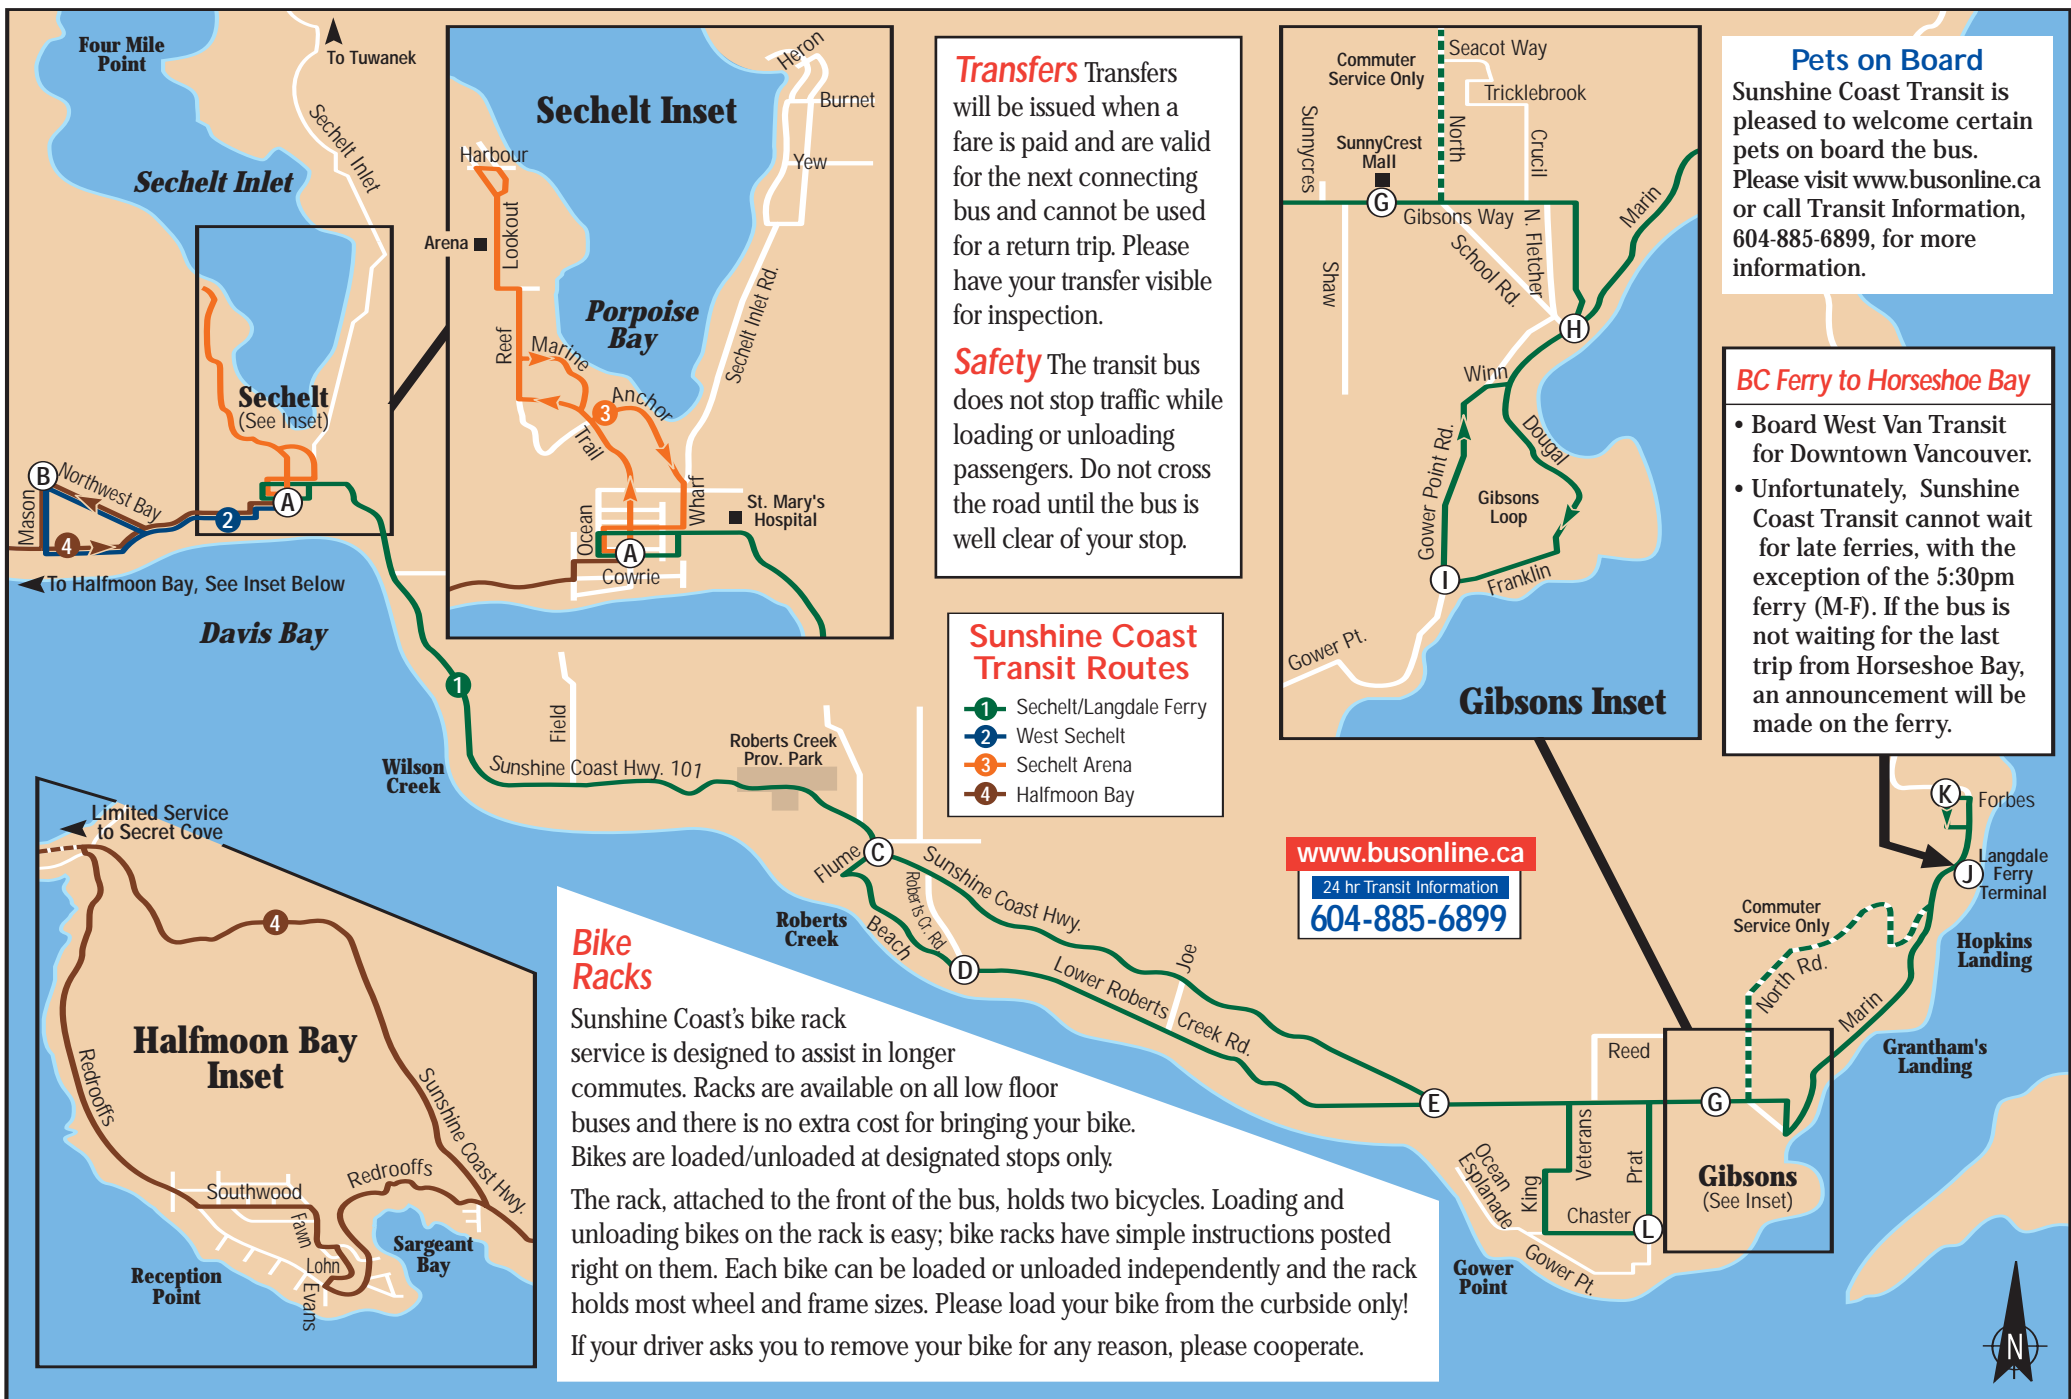 Four Mile
Point
To Tuwanek
Sechelt Inlet
Sechelt Inlet
Sechelt
(See Inset)
B
Northwest Bay
Mason
4
2
A
To Halfmoon Bay, See Inset Below
Davis Bay
Sechelt Inset
Heron
Burnet
Yew
Harbour
Lookout
Arena
Porpoise
Bay
Sechelt Inlet Rd.
Reef
Marine
Anchor
3
Trail
Wharf
St. Mary's
Hospital
Ocean
A
Cowrie
Transfers Transfers
will be issued when a
fare is paid and are valid
for the next connecting
bus and cannot be used
for a return trip. Please
have your transfer visible
for inspection.
Safety The transit bus
does not stop traffic while
loading or unloading
passengers. Do not cross
the road until the bus is
well clear of your stop.
Sunshine Coast
Transit Routes
1 Sechelt/Langdale Ferry
2 West Sechelt
3 Sechelt Arena
4 Halfmoon Bay
Commuter
Service Only
Seacot Way
Tricklebrook
Sunnycres
SunnyCrest
Mall
North
Crucil
G
Gibsons Way
Marin
School Rd.
N. Fletcher
Shaw
H
Winn
Dougal
Gower Point Rd.
Gibsons
Loop
I
Franklin
Gower Pt.
Gibsons Inset
Pets on Board
Sunshine Coast Transit is
pleased to welcome certain
pets on board the bus.
Please visit www.busonline.ca
or call Transit Information,
604-885-6899, for more
information.
BC Ferry to Horseshoe Bay
• Board West Van Transit
for Downtown Vancouver.
• Unfortunately, Sunshine
Coast Transit cannot wait
for late ferries, with the
exception of the 5:30pm
ferry (M-F). If the bus is
not waiting for the last
trip from Horseshoe Bay,
an announcement will be
made on the ferry.
1
Wilson
Creek
Field
Sunshine Coast Hwy. 101
Roberts Creek
Prov. Park
Flume
C
Sunshine Coast Hwy.
Roberts Cr. Rd.
Roberts
Creek
Beach
D
Lower Roberts Creek Rd.
Joe
E
www.busonline.ca
24 hr Transit Information
604-885-6899
K
Forbes
Langdale
Ferry
Terminal
J
Commuter
Service Only
Hopkins
Landing
North Rd.
Marin
Grantham's
Landing
Reed
G
Veterans
Prat
King
Chaster
L
Ocean
Esplanade
Gower Pt.
Gower
Point
Gibsons
(See Inset)
N
Limited Service
to Secret Cove
4
Halfmoon Bay
Inset
Redrooffs
Sunshine Coast Hwy.
Redrooffs
Southwood
Fawn
Lohn
Evans
Sargeant
Bay
Reception
Point
Bike
Racks
Sunshine Coast's bike rack
service is designed to assist in longer
commutes. Racks are available on all low floor
buses and there is no extra cost for bringing your bike.
Bikes are loaded/unloaded at designated stops only.
The rack, attached to the front of the bus, holds two bicycles. Loading and
unloading bikes on the rack is easy; bike racks have simple instructions posted
right on them. Each bike can be loaded or unloaded independently and the rack
holds most wheel and frame sizes. Please load your bike from the curbside only!
If your driver asks you to remove your bike for any reason, please cooperate.